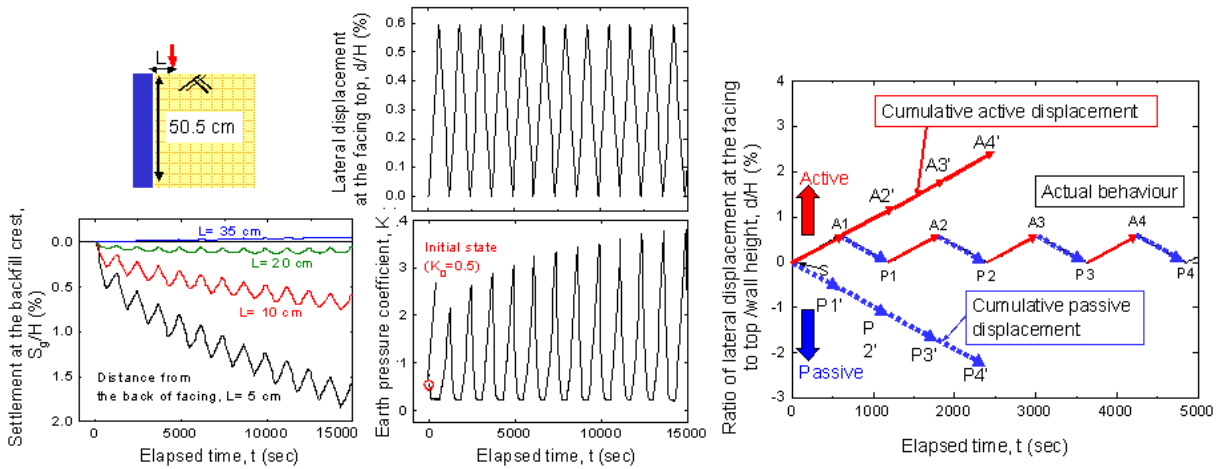 L
50.5 cm
Settlement at the backfill crest,
Sg/H (%)
0.0
0.5
1.0
1.5
2.0
L= 35 cm
L= 20 cm
L= 10 cm
Distance from
the back of facing, L= 5 cm
0
5000
10000
15000
Elapsed time, t (sec)
Lateral displacement
at the facing top, d/H (%)
0.6
0.5
0.4
0.3
0.2
0.1
0.0
Earth pressure coefficient, K
4
3
2
1
0
Initial state
(K0=0.5)
0
5000
10000
15000
Elapsed time, t (sec)
Ratio of lateral displacement at the facing
to top /wall height, d/H (%)
4
3
2
1
0
-1
-2
-3
Cumulative active displacement
A4'
A3'
A2'
Active
Actual behaviour
A1
A2
A3
A4
S
P1
P2
P3
P4
P1'
P
2'
P3'
P4'
Cumulative passive
displacement
Passive
0
1000
2000
3000
4000
5000
Elapsed time, t (sec)